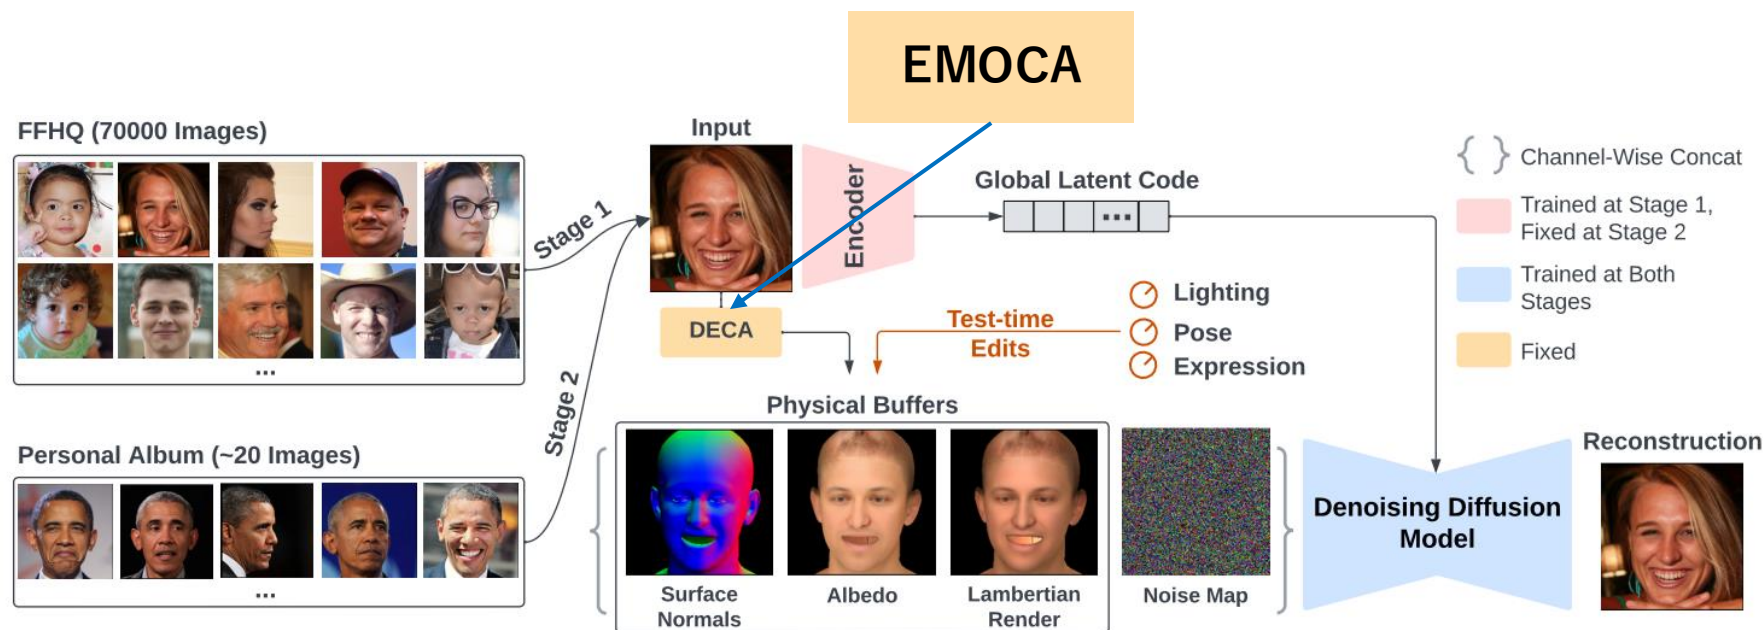 EMOCA
FFHQ (70000 Images)
...
Personal Album (~20 Images)
...
Stage 1
Stage 2
Input
Encoder
DECA
Global Latent Code
...
Test-time
Edits
Lighting
Pose
Expression
Physical Buffers
Surface
Normals
Albedo
Lambertian
Render
Noise Map
Denoising Diffusion
Model
Reconstruction
{ } Channel-Wise Concat
Trained at Stage 1,
Fixed at Stage 2
Trained at Both
Stages
Fixed